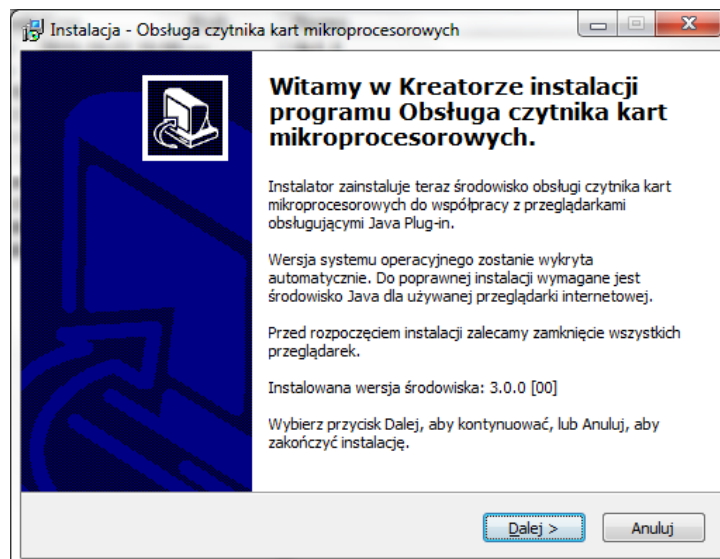 Instalacja - Obsługa czytnika kart mikroprocesorowych
Witamy w Kreatorze instalacji
programu Obsługa czytnika kart
mikroprocesorowych.
Instalator zainstaluje teraz środowisko obsługi czytnika kart
mikroprocesorowych do współpracy z przeglądarkami
obsługującymi Java Plug-in.
Wersja systemu operacyjnego zostanie wykryta
automatycznie. Do poprawnej instalacji wymagane jest
środowisko Java dla używanej przeglądarki internetowej.
Przed rozpoczęciem instalacji zalecamy zamknięcie wszystkich
przeglądarek.
Instalowana wersja środowiska: 3.0.0 [00]
Wybierz przycisk Dalej, aby kontynuować, lub Anuluj, aby
zakończyć instalację.
Dalej >
Anuluj